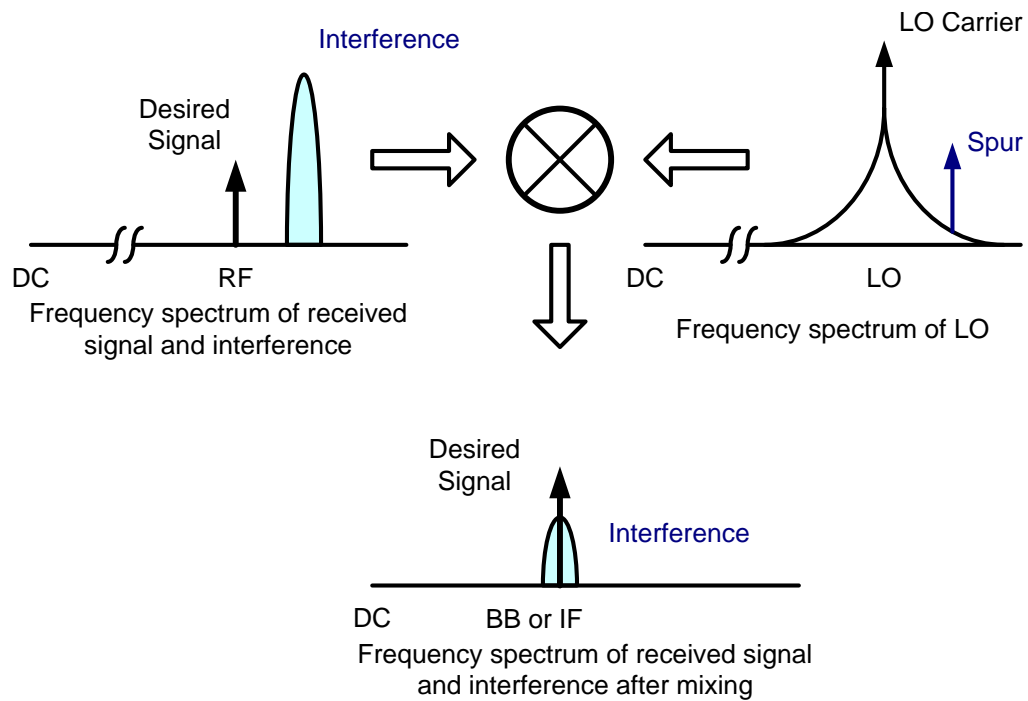 Interference
Desired
Signal
DC
RF
Frequency spectrum of received
signal and interference
LO Carrier
Spur
DC
LO
Frequency spectrum of LO
Desired
Signal
Interference
DC
BB or IF
Frequency spectrum of received signal
and interference after mixing